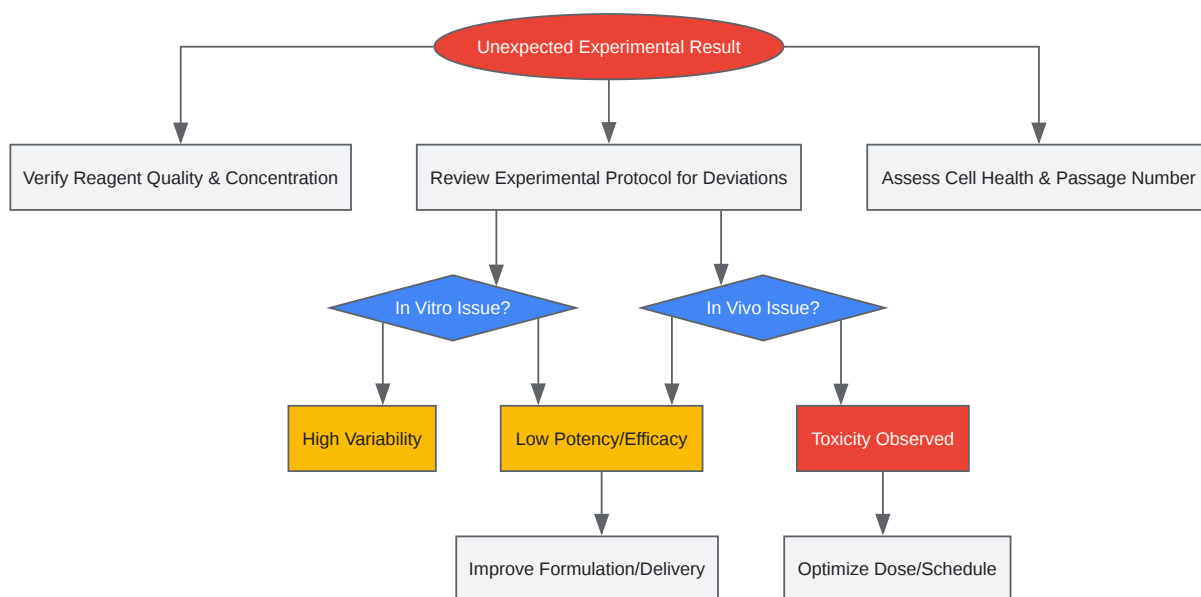 Unexpected Experimental Result
Verify Reagent Quality & Concentration
Review Experimental Protocol for Deviations
Assess Cell Health & Passage Number
In Vitro Issue?
In Vivo Issue?
High Variability
Low Potency/Efficacy
Toxicity Observed
Improve Formulation/Delivery
Optimize Dose/Schedule